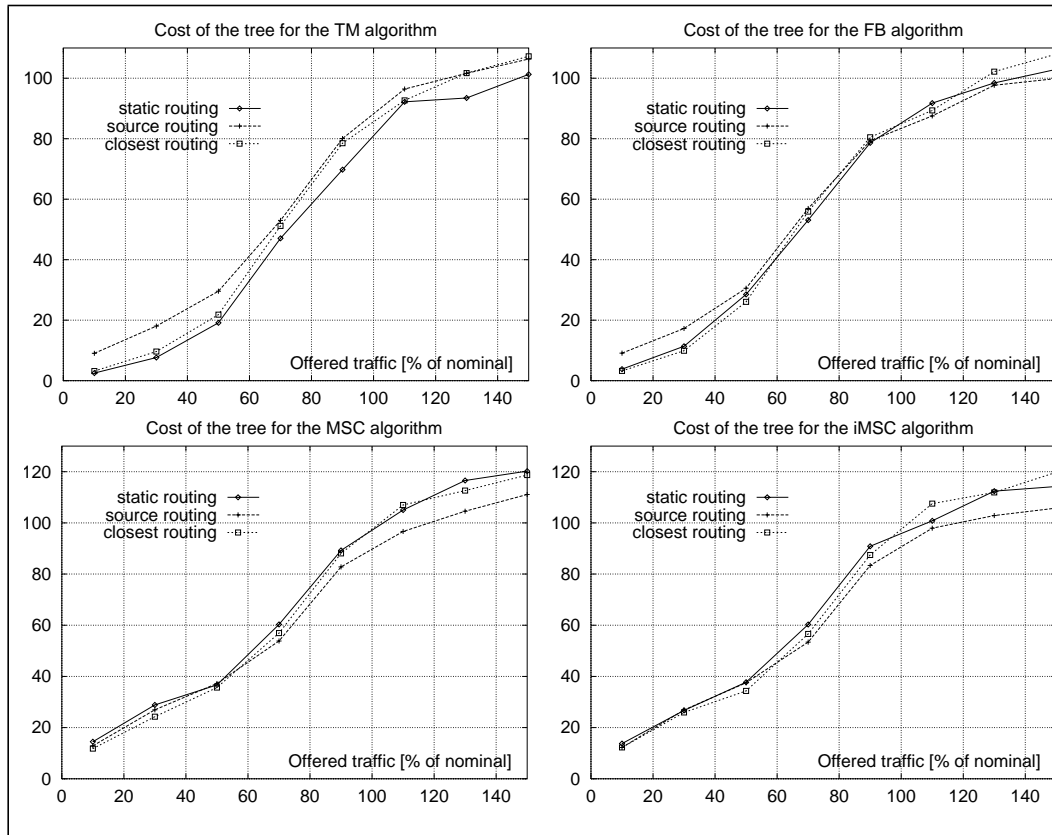 Cost of the tree for the TM algorithm
100
80
60
40
20
0
static routing
source routing
closest routing
Offered traffic [% of nominal]
0 20 40 60 80 100 120 140
Cost of the tree for the FB algorithm
100
80
60
40
20
0
static routing
source routing
closest routing
Offered traffic [% of nominal]
0 20 40 60 80 100 120 140
Cost of the tree for the MSC algorithm
120
100
80
60
40
20
0
static routing
source routing
closest routing
Offered traffic [% of nominal]
0 20 40 60 80 100 120 140
Cost of the tree for the iMSC algorithm
120
100
80
60
40
20
0
static routing
source routing
closest routing
Offered traffic [% of nominal]
0 20 40 60 80 100 120 140